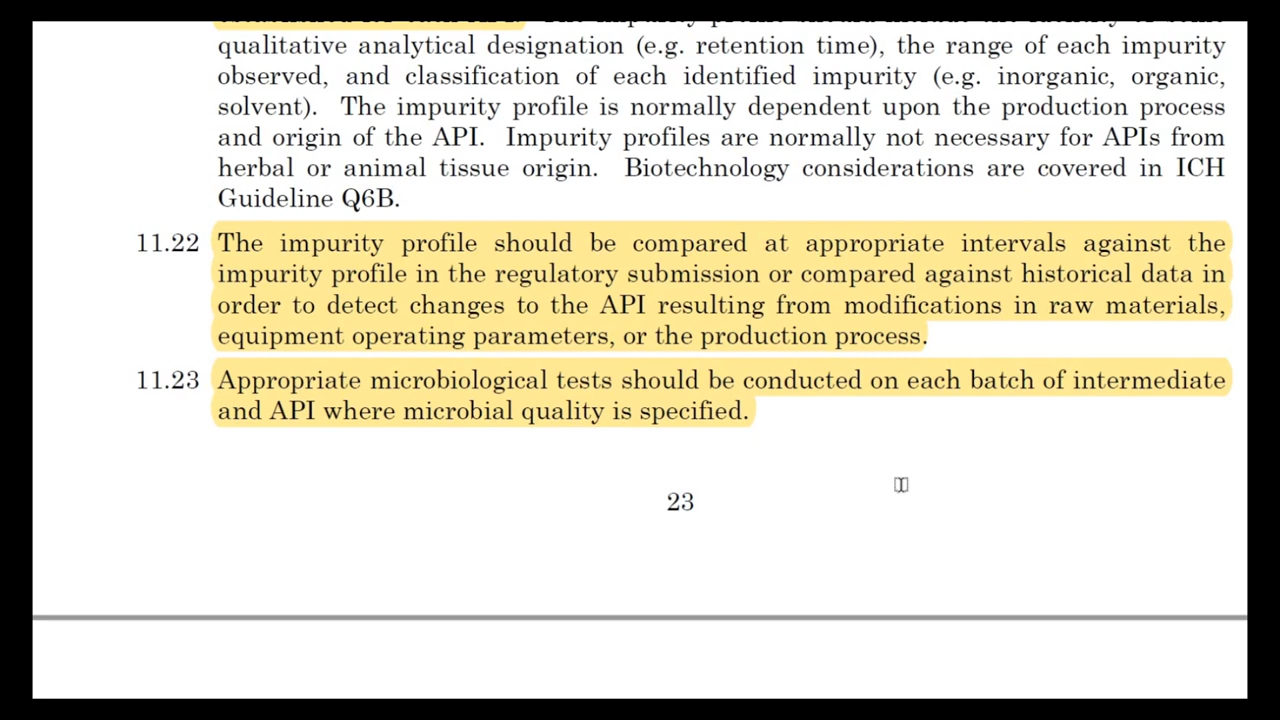 qualitative analytical designation (e.g. retention time), the range of each impurity
observed, and classification of each identified impurity (e.g. inorganic, organic,
solvent). The impurity profile is normally dependent upon the production process
and origin of the API. Impurity profiles are normally not necessary for APIs from
herbal or animal tissue origin. Biotechnology considerations are covered in ICH
Guideline Q6B.
11.22 The impurity profile should be compared at appropriate intervals against the
impurity profile in the regulatory submission or compared against historical data in
order to detect changes to the API resulting from modifications in raw materials,
equipment operating parameters, or the production process.
11.23 Appropriate microbiological tests should be conducted on each batch of intermediate
and API where microbial quality is specified.
23